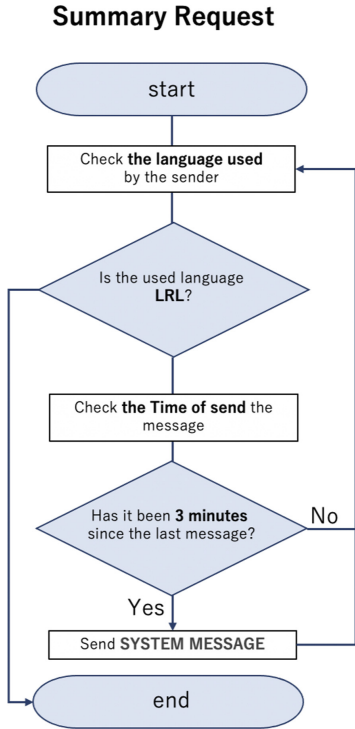 Summary Request
start
Check the language used
by the sender
Is the used language
LRL?
Check the Time of send the
message
Has it been 3 minutes
since the last message?
No
Yes
Send SYSTEM MESSAGE
end